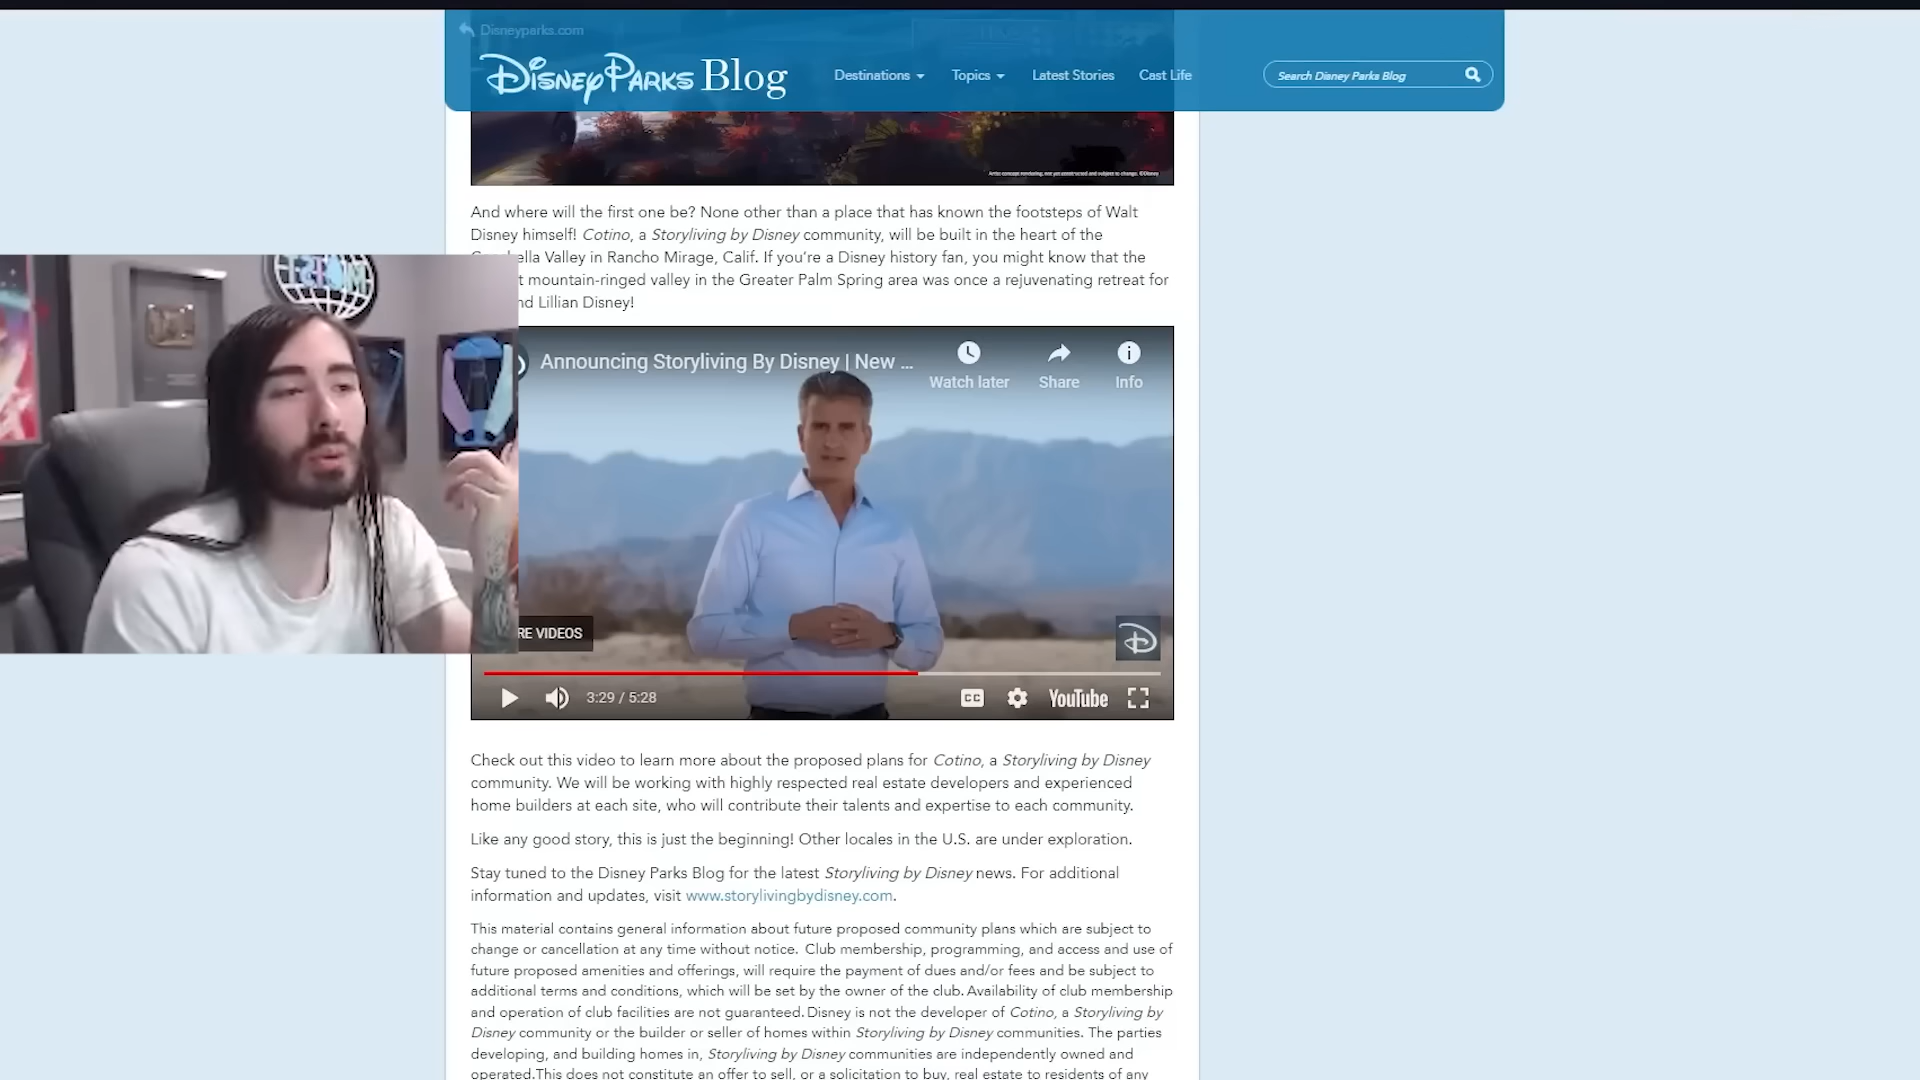 Disneyparks.com
Disney Parks Blog
Destinations
Topics
Latest Stories
Cast Life
Search Disney Parks Blog
Artist concept rendering, not yet constructed and subject to change. ©Disney
And where will the first one be? None other than a place that has known the footsteps of Walt
Disney himself! Cotino, a Storyliving by Disney community, will be built in the heart of the
ella Valley in Rancho Mirage, Calif. If you’re a Disney history fan, you might know that the
t mountain-ringed valley in the Greater Palm Spring area was once a rejuvenating retreat for
nd Lillian Disney!
Announcing Storyliving By Disney | New ...
Watch later
Share
Info
RE VIDEOS
3:29 / 5:28
CC
YouTube
Check out this video to learn more about the proposed plans for Cotino, a Storyliving by Disney
community. We will be working with highly respected real estate developers and experienced
home builders at each site, who will contribute their talents and expertise to each community.
Like any good story, this is just the beginning! Other locales in the U.S. are under exploration.
Stay tuned to the Disney Parks Blog for the latest Storyliving by Disney news. For additional
information and updates, visit www.storylivingbydisney.com.
This material contains general information about future proposed community plans which are subject to
change or cancellation at any time without notice. Club membership, programming, and access and use of
future proposed amenities and offerings, will require the payment of dues and/or fees and be subject to
additional terms and conditions, which will be set by the owner of the club. Availability of club membership
and operation of club facilities are not guaranteed. Disney is not the developer of Cotino, a Storyliving by
Disney community or the builder or seller of homes within Storyliving by Disney communities. The parties
developing, and building homes in, Storyliving by Disney communities are independently owned and
operated.This does not constitute an offer to sell, or a solicitation to buy, real estate to residents of any